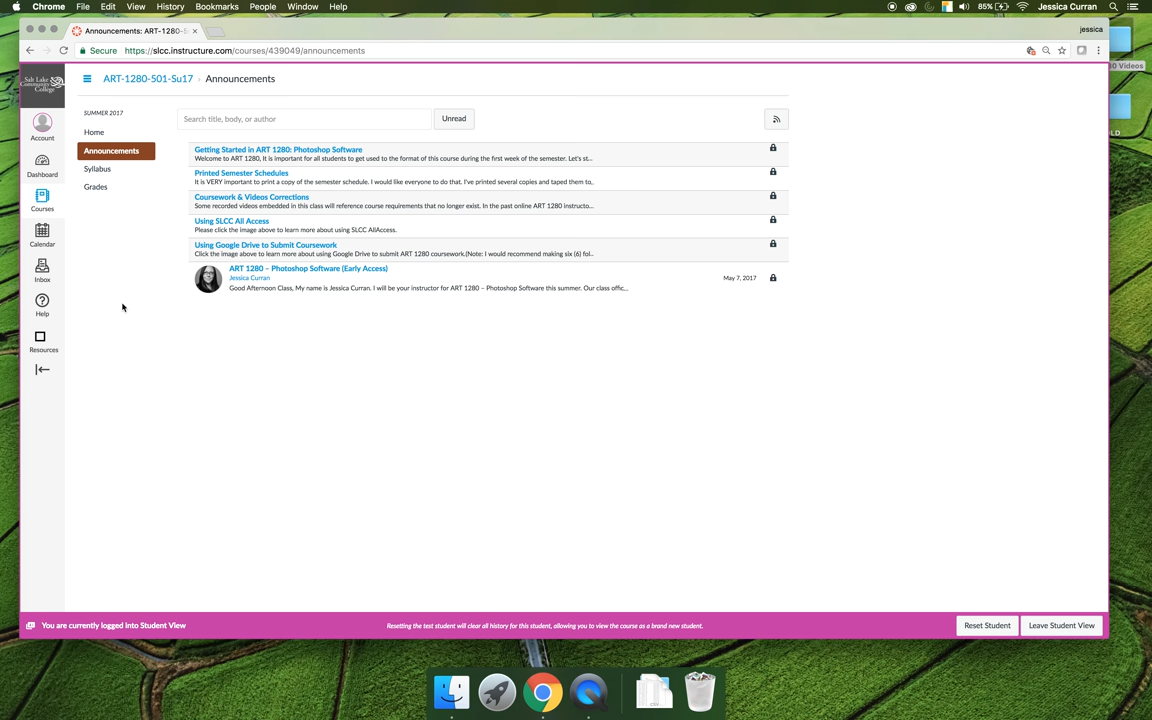 Chrome File Edit View History Bookmarks People Window Help
85% Jessica Curran
Announcements: ART-1280-5
jessica
Secure https://slcc.instructure.com/courses/439049/announcements
Salt Lake Community College
ART-1280-501-Su17 › Announcements
SUMMER 2017
Home
Announcements
Syllabus
Grades
Account
Dashboard
Courses
Calendar
Inbox
Help
Resources
Search title, body, or author
Unread
Getting Started in ART 1280: Photoshop Software
Welcome to ART 1280, It is important for all students to get used to the format of this course during the first week of the semester. Let's st...
Printed Semester Schedules
It is VERY important to print a copy of the semester schedule. I would like everyone to do that. I've printed several copies and taped them to..
Coursework & Videos Corrections
Some recorded videos embedded in this class will reference course requirements that no longer exist. In the past online ART 1280 instructo...
Using SLCC All Access
Please click the image above to learn more about using SLCC AllAccess.
Using Google Drive to Submit Coursework
Click the image above to learn more about using Google Drive to submit ART 1280 coursework.(Note: I would recommend making six (6) fol..
ART 1280 – Photoshop Software (Early Access)
Jessica Curran
May 7, 2017
Good Afternoon Class, My name is Jessica Curran. I will be your instructor for ART 1280 – Photoshop Software this summer. Our class offic...
You are currently logged into Student View
Resetting the test student will clear all history for this student, allowing you to view the course as a brand new student.
Reset Student
Leave Student View
Videos